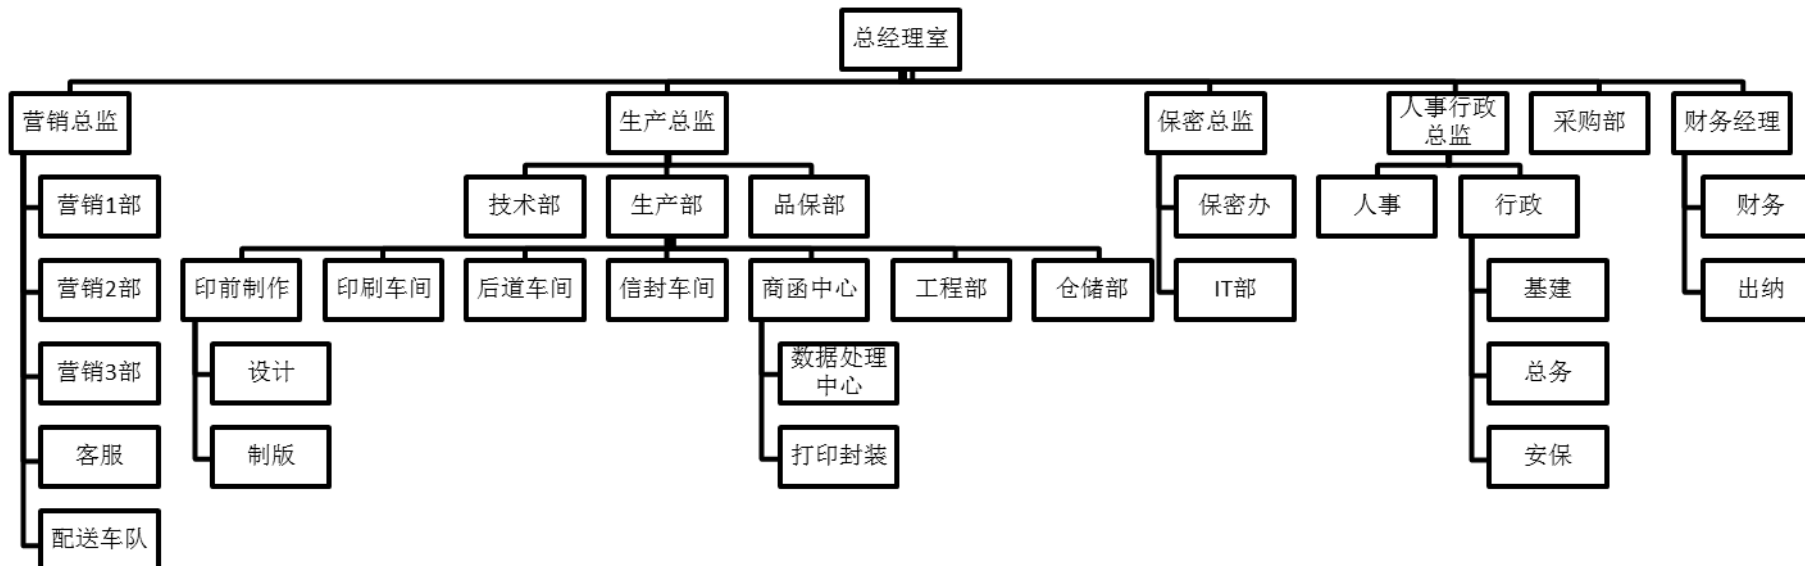 总经理室
营销总监
生产总监
保密总监
人事行政
总监
采购部
财务经理
营销1部
技术部
生产部
品保部
保密办
人事
行政
财务
营销2部
印前制作
印刷车间
后道车间
信封车间
商函中心
工程部
仓储部
IT部
基建
出纳
营销3部
设计
数据处理
中心
总务
客服
制版
打印封装
安保
配送车队